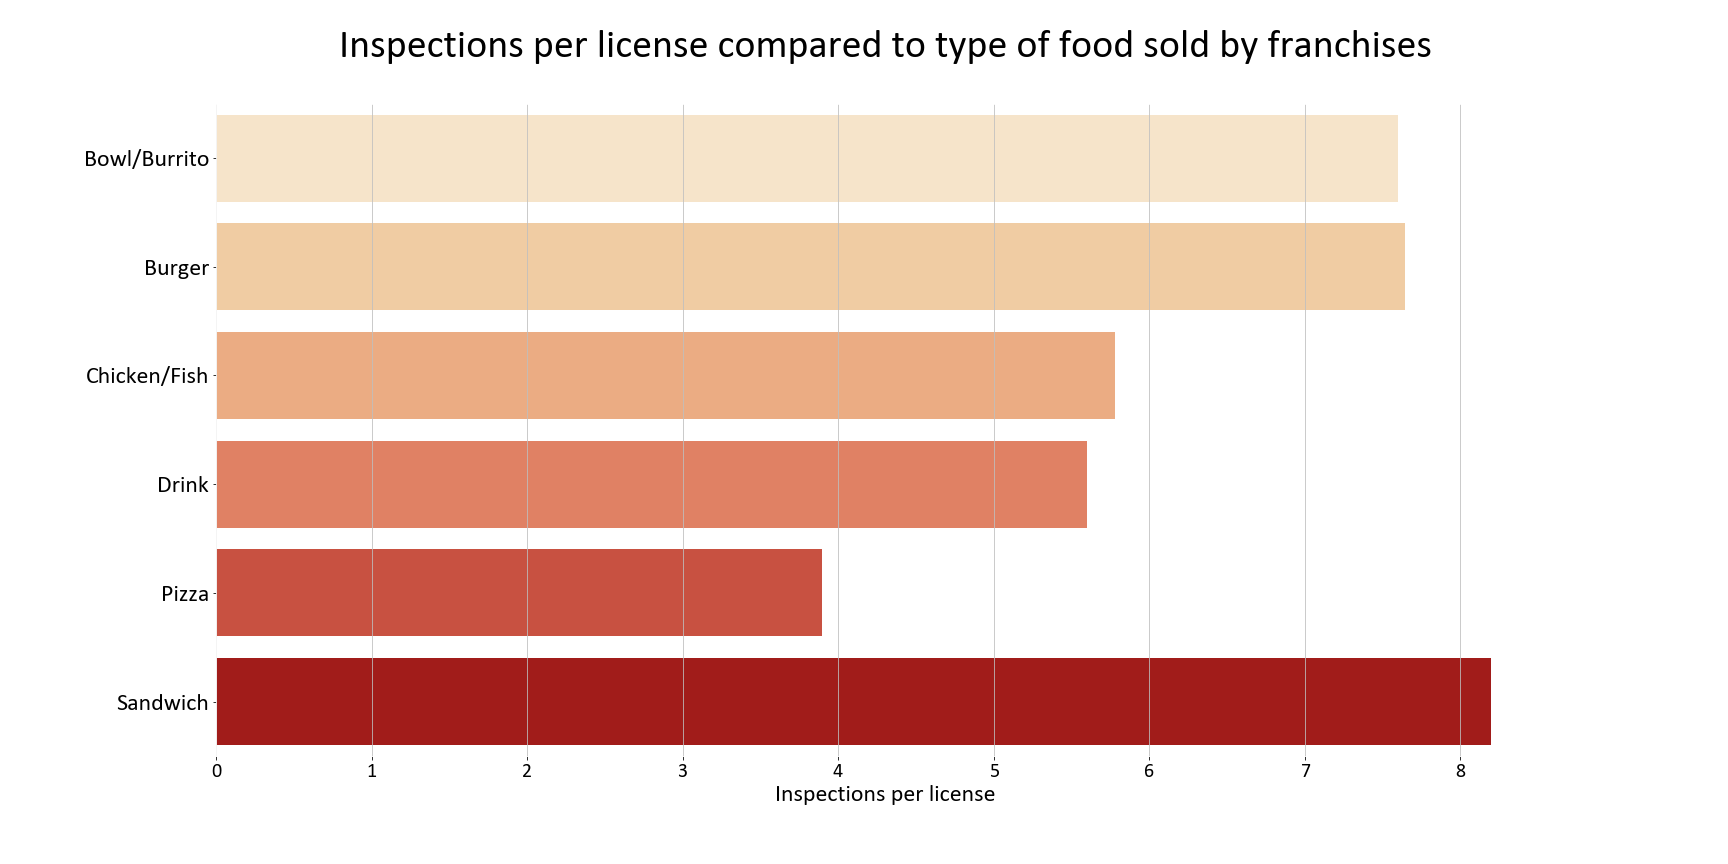 Inspections per license compared to type of food sold by franchises
Bowl/Burrito
Burger
Chicken/Fish
Drink
Pizza
Sandwich
0 1 2 3 4 5 6 7 8
Inspections per license